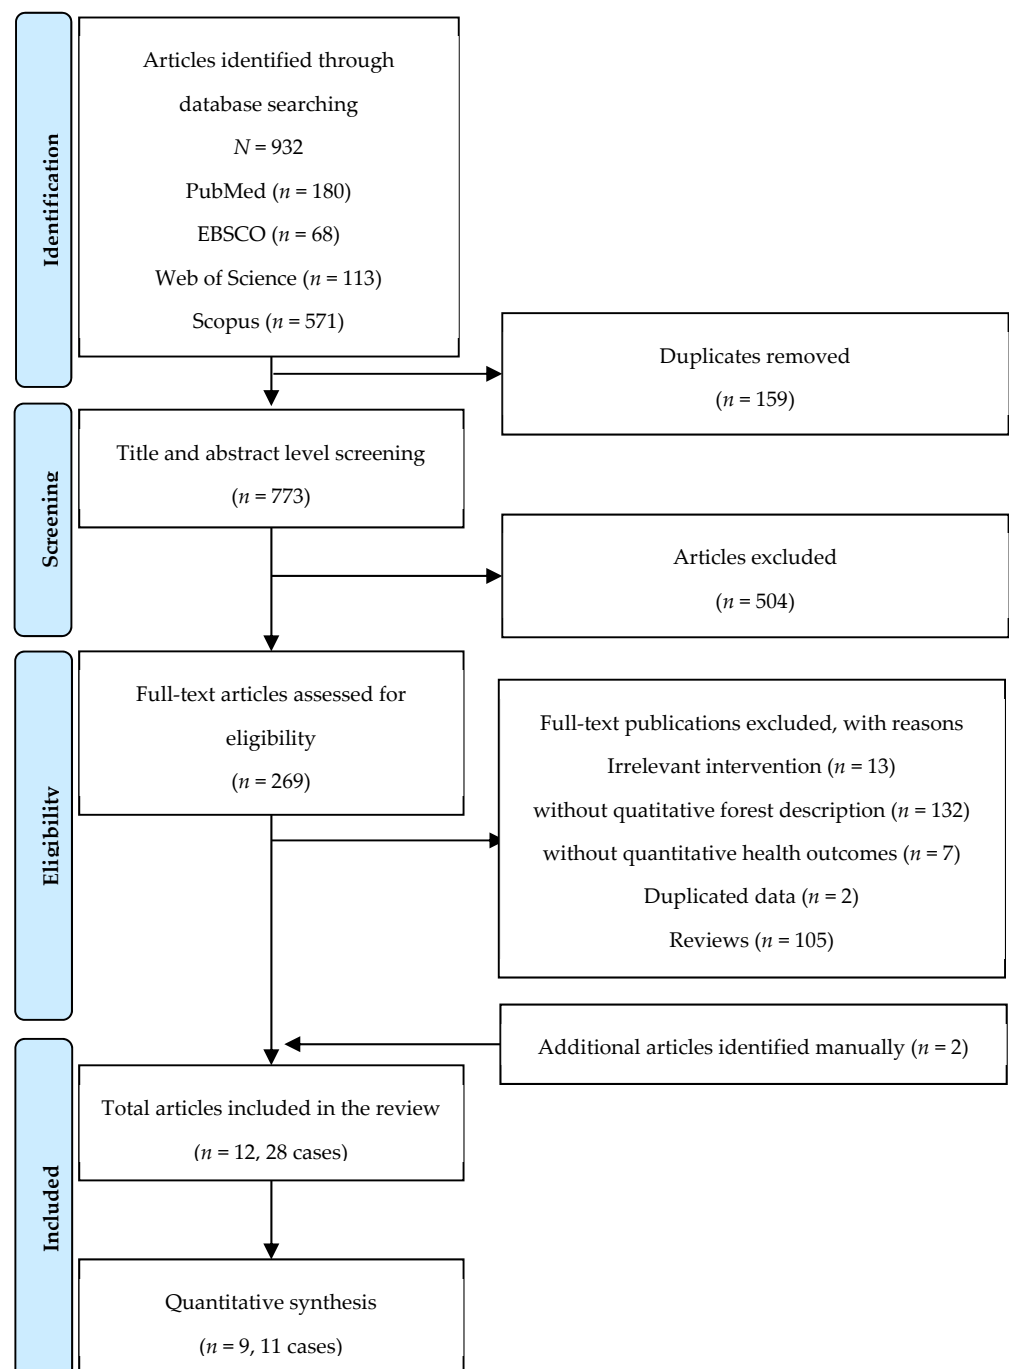 Identification
Articles identified through
database searching
N = 932
PubMed (n = 180)
EBSCO (n = 68)
Web of Science (n = 113)
Scopus (n = 571)
Duplicates removed
(n = 159)
Screening
Title and abstract level screening
(n = 773)
Articles excluded
(n = 504)
Eligibility
Full-text articles assessed for
eligibility
(n = 269)
Full-text publications excluded, with reasons
Irrelevant intervention (n = 13)
without quatitative forest description (n = 132)
without quantitative health outcomes (n = 7)
Duplicated data (n = 2)
Reviews (n = 105)
Additional articles identified manually (n = 2)
Included
Total articles included in the review
(n = 12, 28 cases)
Quantitative synthesis
(n = 9, 11 cases)